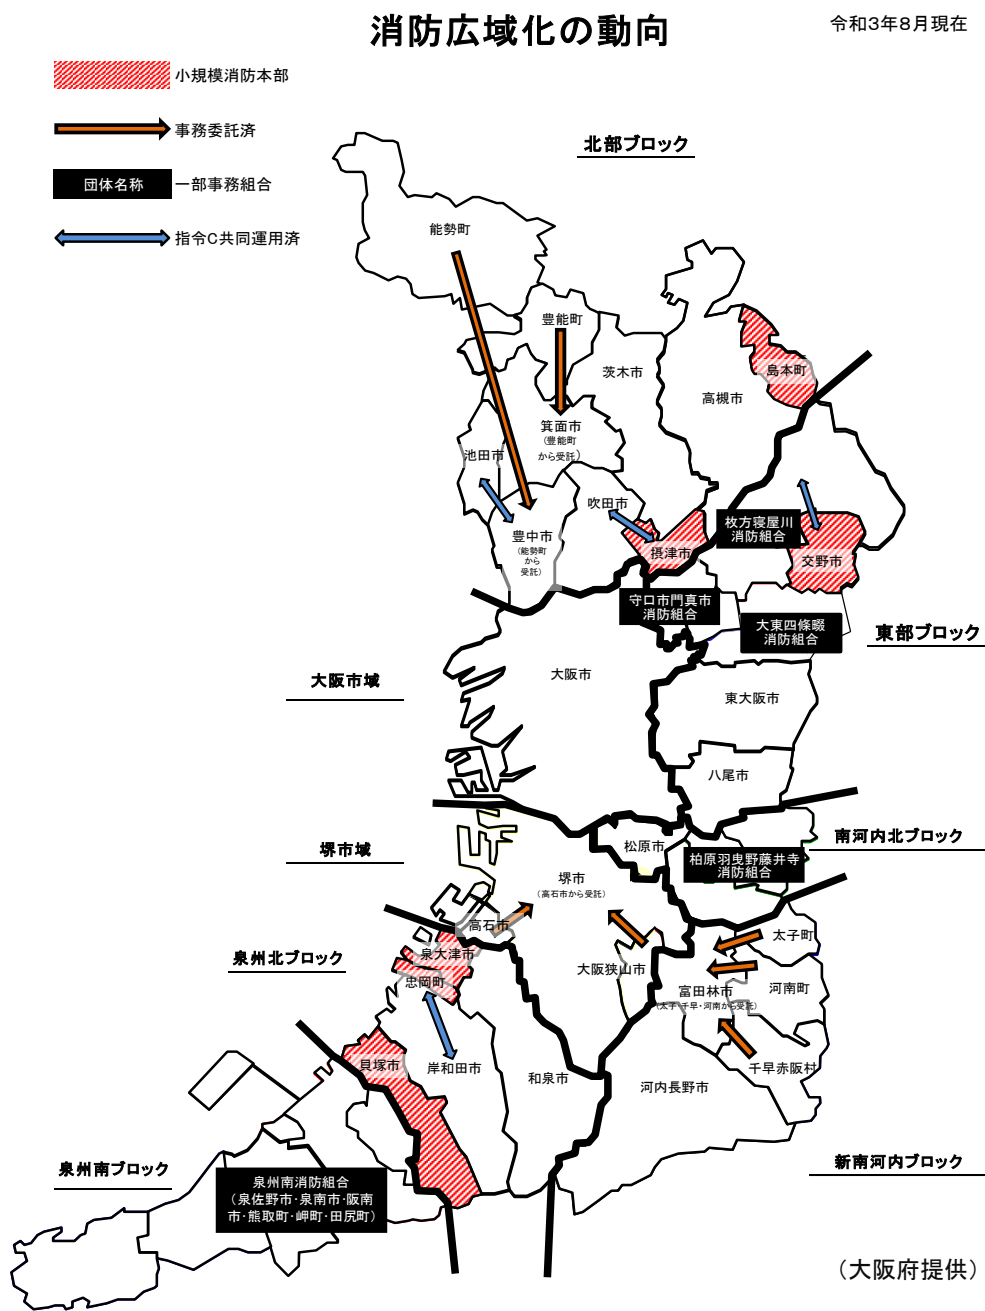 消防広域化の動向
令和3年8月現在
小規模消防本部
事務委託済
団体名称
一部事務組合
指令C共同運用済
北部ブロック
能勢町
豊能町
茨木市
島本町
高槻市
箕面市
(豊能町
から受託)
池田市
吹田市
豊中市
(能勢町
から
受託)
摂津市
枚方寝屋川
消防組合
交野市
守口市門真市
消防組合
大東四條畷
消防組合
東部ブロック
大阪市域
大阪市
東大阪市
八尾市
南河内北ブロック
堺市域
松原市
柏原羽曳野藤井寺
消防組合
堺市
(高石市から受託)
高石市
太子町
泉州北ブロック
泉大津市
大阪狭山市
忠岡町
富田林市
(太子・千早・河南から受託)
河南町
貝塚市
岸和田市
和泉市
河内長野市
千早赤阪村
泉州南ブロック
新南河内ブロック
泉州南消防組合
(泉佐野市・泉南市・阪南
市・熊取町・岬町・田尻町)
(大阪府提供)